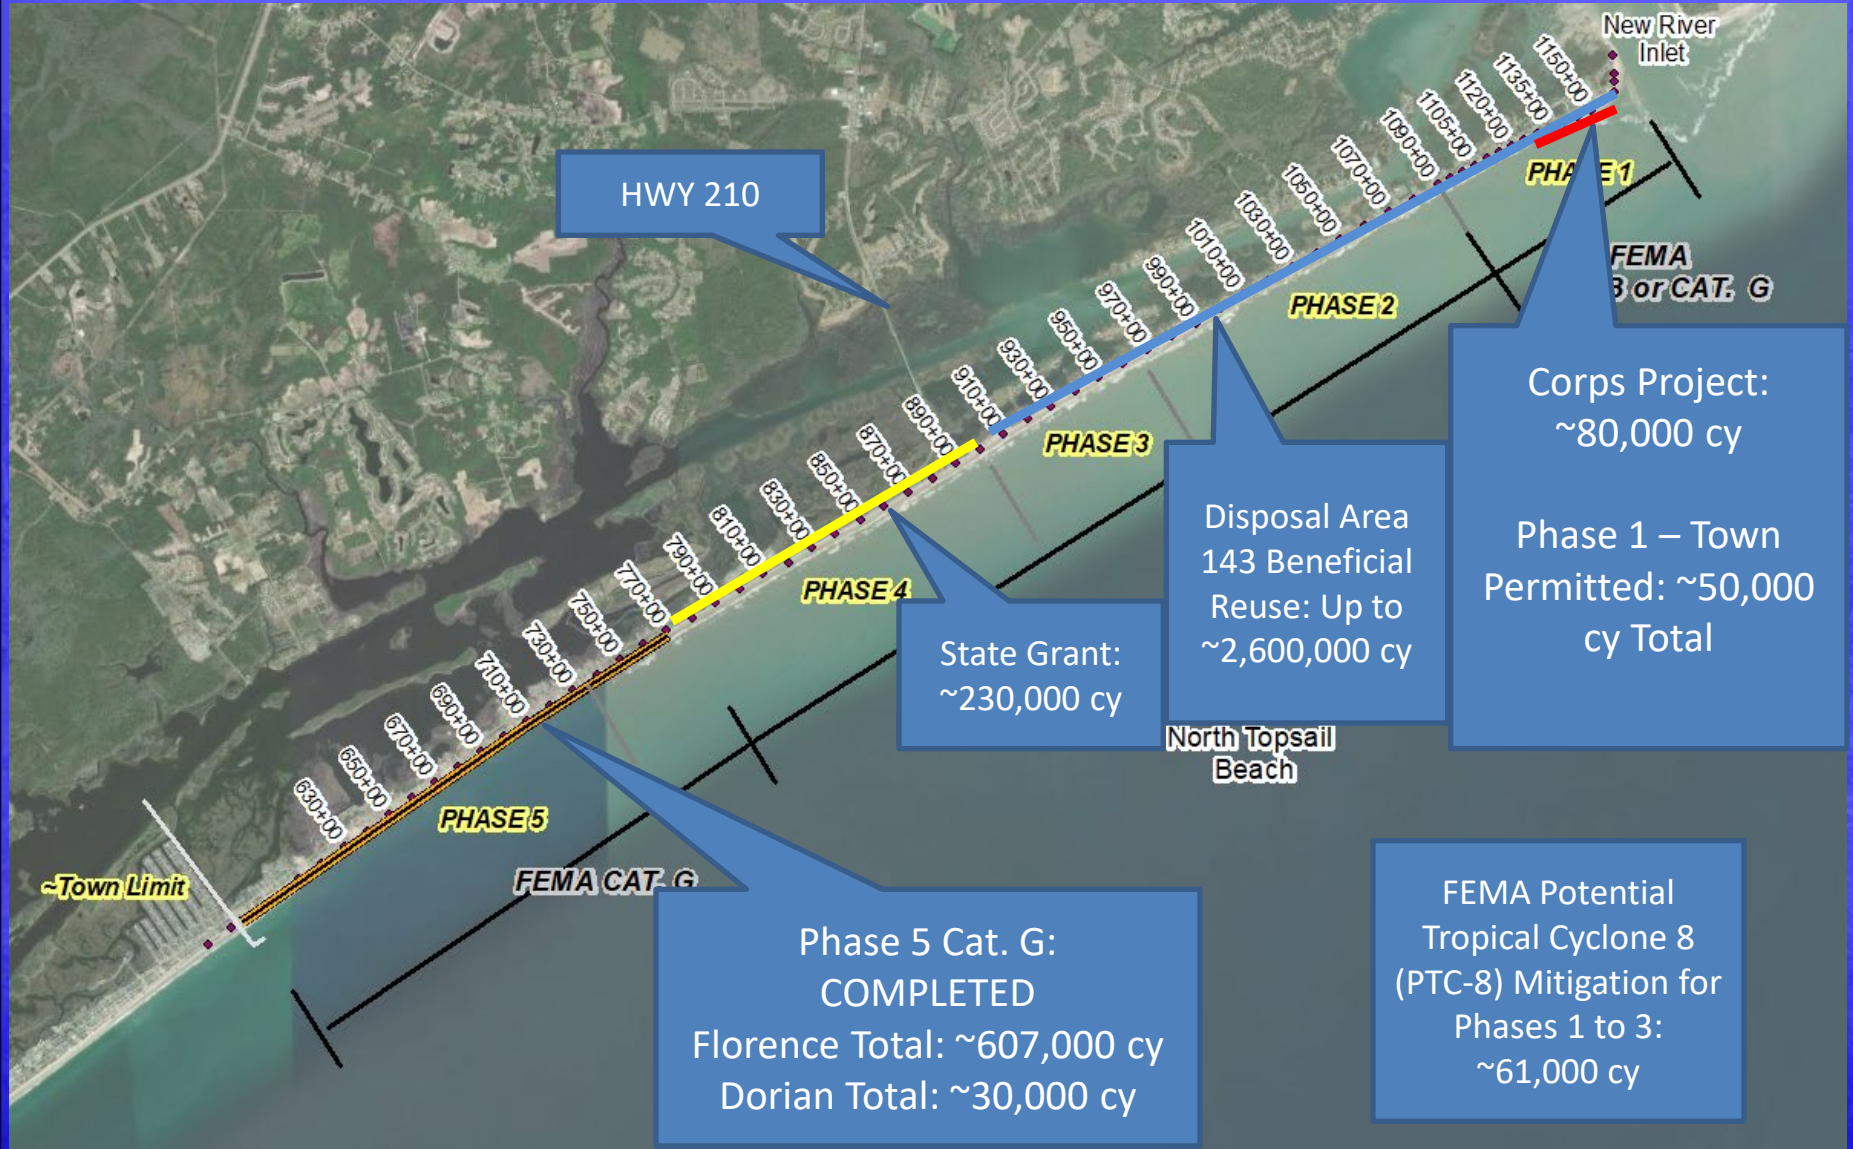 New River
Inlet
1150+00
1135+00
1120+00
1105+00
1090+00
1070+00
1050+00
1030+00
1010+00
990+00
970+00
950+00
930+00
910+00
890+00
870+00
850+00
830+00
810+00
790+00
770+00
750+00
730+00
710+00
690+00
670+00
650+00
630+00
HWY 210
PHASE 1
FEMA
B or CAT. G
PHASE 2
PHASE 3
PHASE 4
PHASE 5
~Town Limit
FEMA CAT. G
Corps Project:
~80,000 cy
Phase 1 – Town
Permitted: ~50,000
cy Total
Disposal Area
143 Beneficial
Reuse: Up to
~2,600,000 cy
State Grant:
~230,000 cy
North Topsail
Beach
Phase 5 Cat. G:
COMPLETED
Florence Total: ~607,000 cy
Dorian Total: ~30,000 cy
FEMA Potential
Tropical Cyclone 8
(PTC-8) Mitigation for
Phases 1 to 3:
~61,000 cy